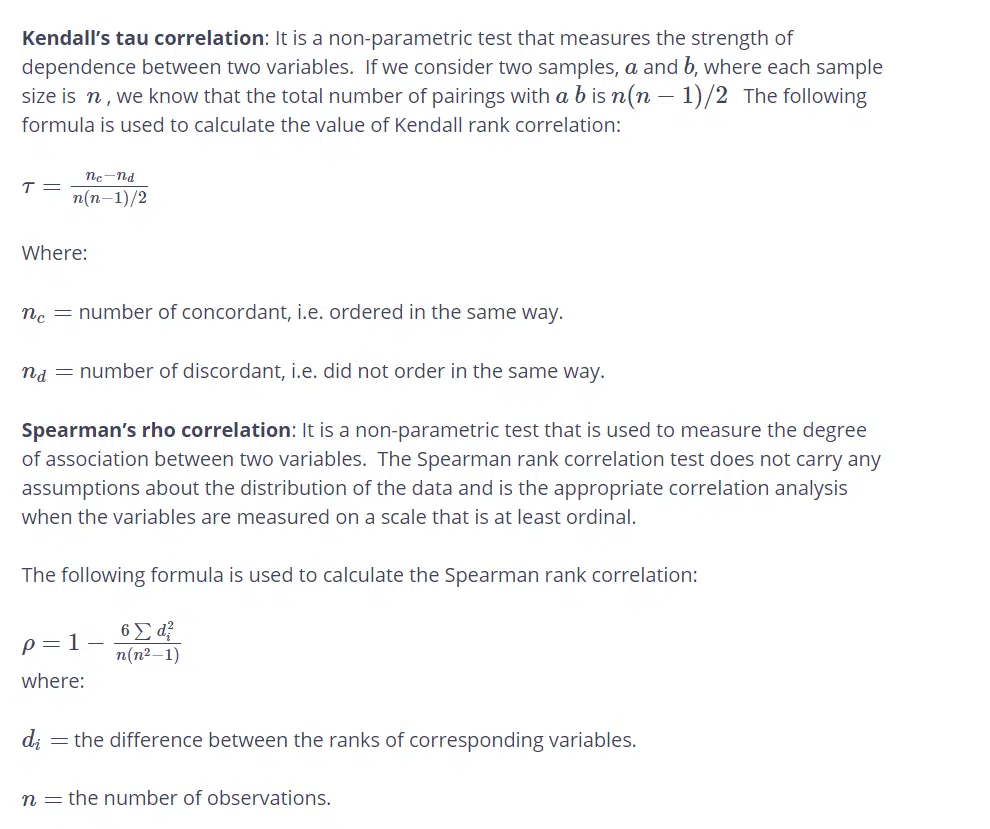 Kendall’s tau correlation: It is a non-parametric test that measures the strength of
dependence between two variables.  If we consider two samples, a and b, where each sample
size is  n , we know that the total number of pairings with a b is n(n − 1)/2  The following
formula is used to calculate the value of Kendall rank correlation:
τ = (n_c−n_d)/(n(n−1)/2)
Where:
n_c = number of concordant, i.e. ordered in the same way.
n_d = number of discordant, i.e. did not order in the same way.
Spearman’s rho correlation: It is a non-parametric test that is used to measure the degree
of association between two variables.  The Spearman rank correlation test does not carry any
assumptions about the distribution of the data and is the appropriate correlation analysis
when the variables are measured on a scale that is at least ordinal.
The following formula is used to calculate the Spearman rank correlation:
ρ = 1 − (6 ∑ d_i²)/(n(n²−1))
where:
d_i = the difference between the ranks of corresponding variables.
n = the number of observations.